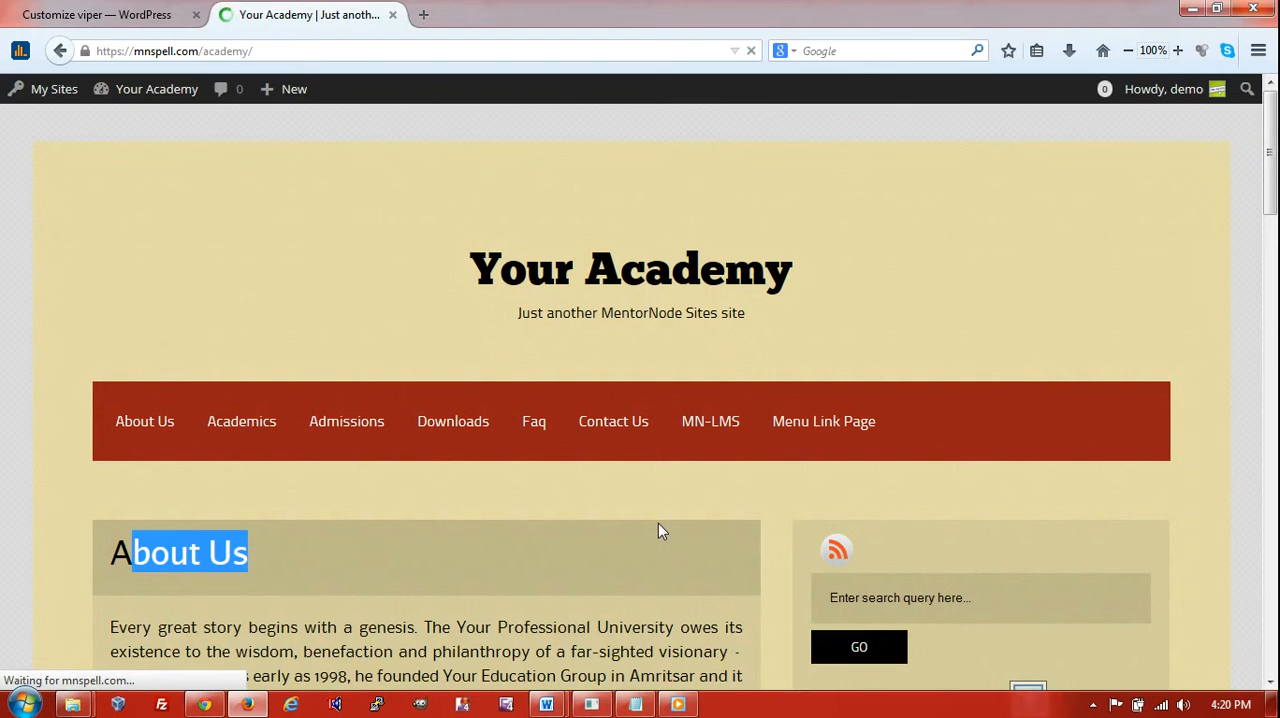 Customize viper — WordPress
Your Academy | Just anoth...
https://mnspell.com/academy/
Google
100%
My Sites
Your Academy
0
New
0
Howdy, demo
Your Academy
Just another MentorNode Sites site
About Us
Academics
Admissions
Downloads
Faq
Contact Us
MN-LMS
Menu Link Page
About Us
Every great story begins with a genesis. The Your Professional University owes its
existence to the wisdom, benefaction and philanthropy of a far-sighted visionary -
s early as 1998, he founded Your Education Group in Amritsar and it
Enter search query here...
GO
Waiting for mnspell.com...
4:20 PM